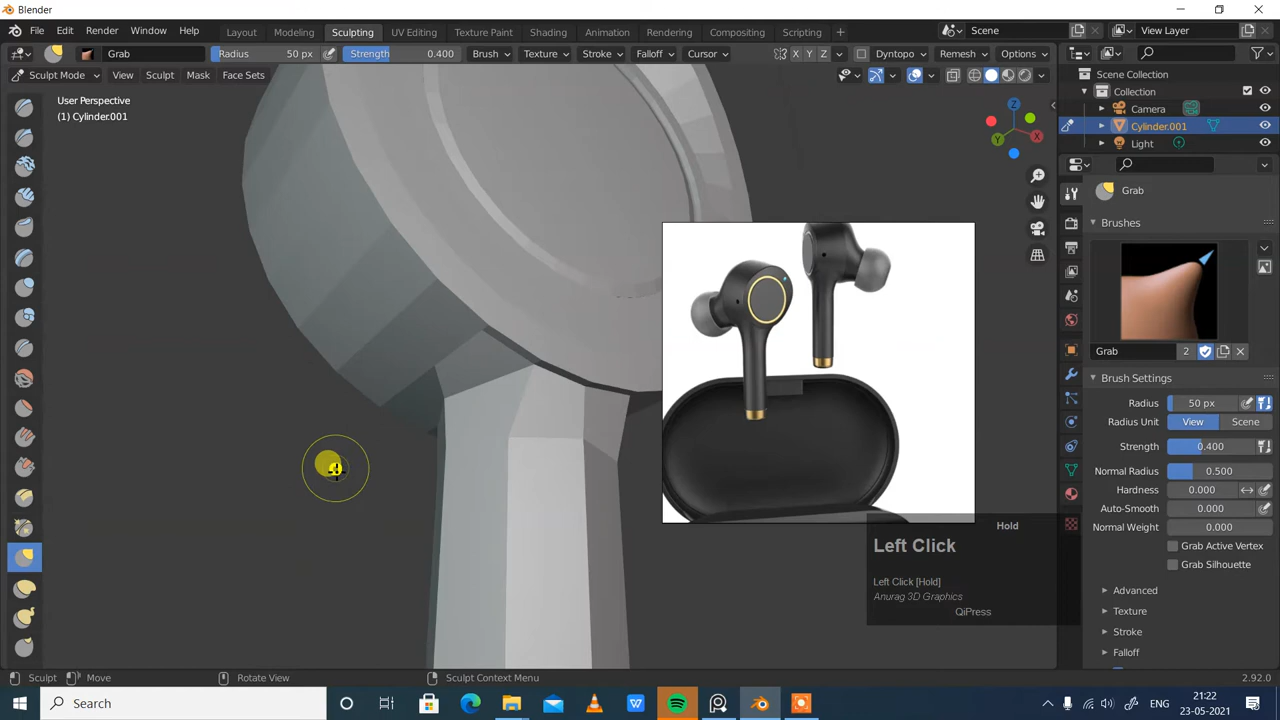 Blender
File Edit Render Window Help
Layout Modeling Sculpting UV Editing Texture Paint Shading Animation Rendering Compositing Scripting
Scene
View Layer
Grab Radius 50 px Strength 0.400 Brush Texture Stroke Falloff Cursor X Y Z Dyntopo Remesh Options
Sculpt Mode View Sculpt Mask Face Sets
User Perspective
(1) Cylinder.001
Z
X
Y
Scene Collection
Collection
Camera
Cylinder.001
Light
Grab
Brushes
Grab 2
Brush Settings
Radius 50 px
Radius Unit View Scene
Strength 0.400
Normal Radius 0.500
Hardness 0.000
Auto-Smooth 0.000
Normal Weight 0.000
Grab Active Vertex
Grab Silhouette
Advanced
Texture
Stroke
Falloff
Hold
Left Click
Left Click [Hold]
Anurag 3D Graphics
QiPress
Sculpt Move Rotate View Sculpt Context Menu 2.92.0
Search
ENG
21:22
23-05-2021